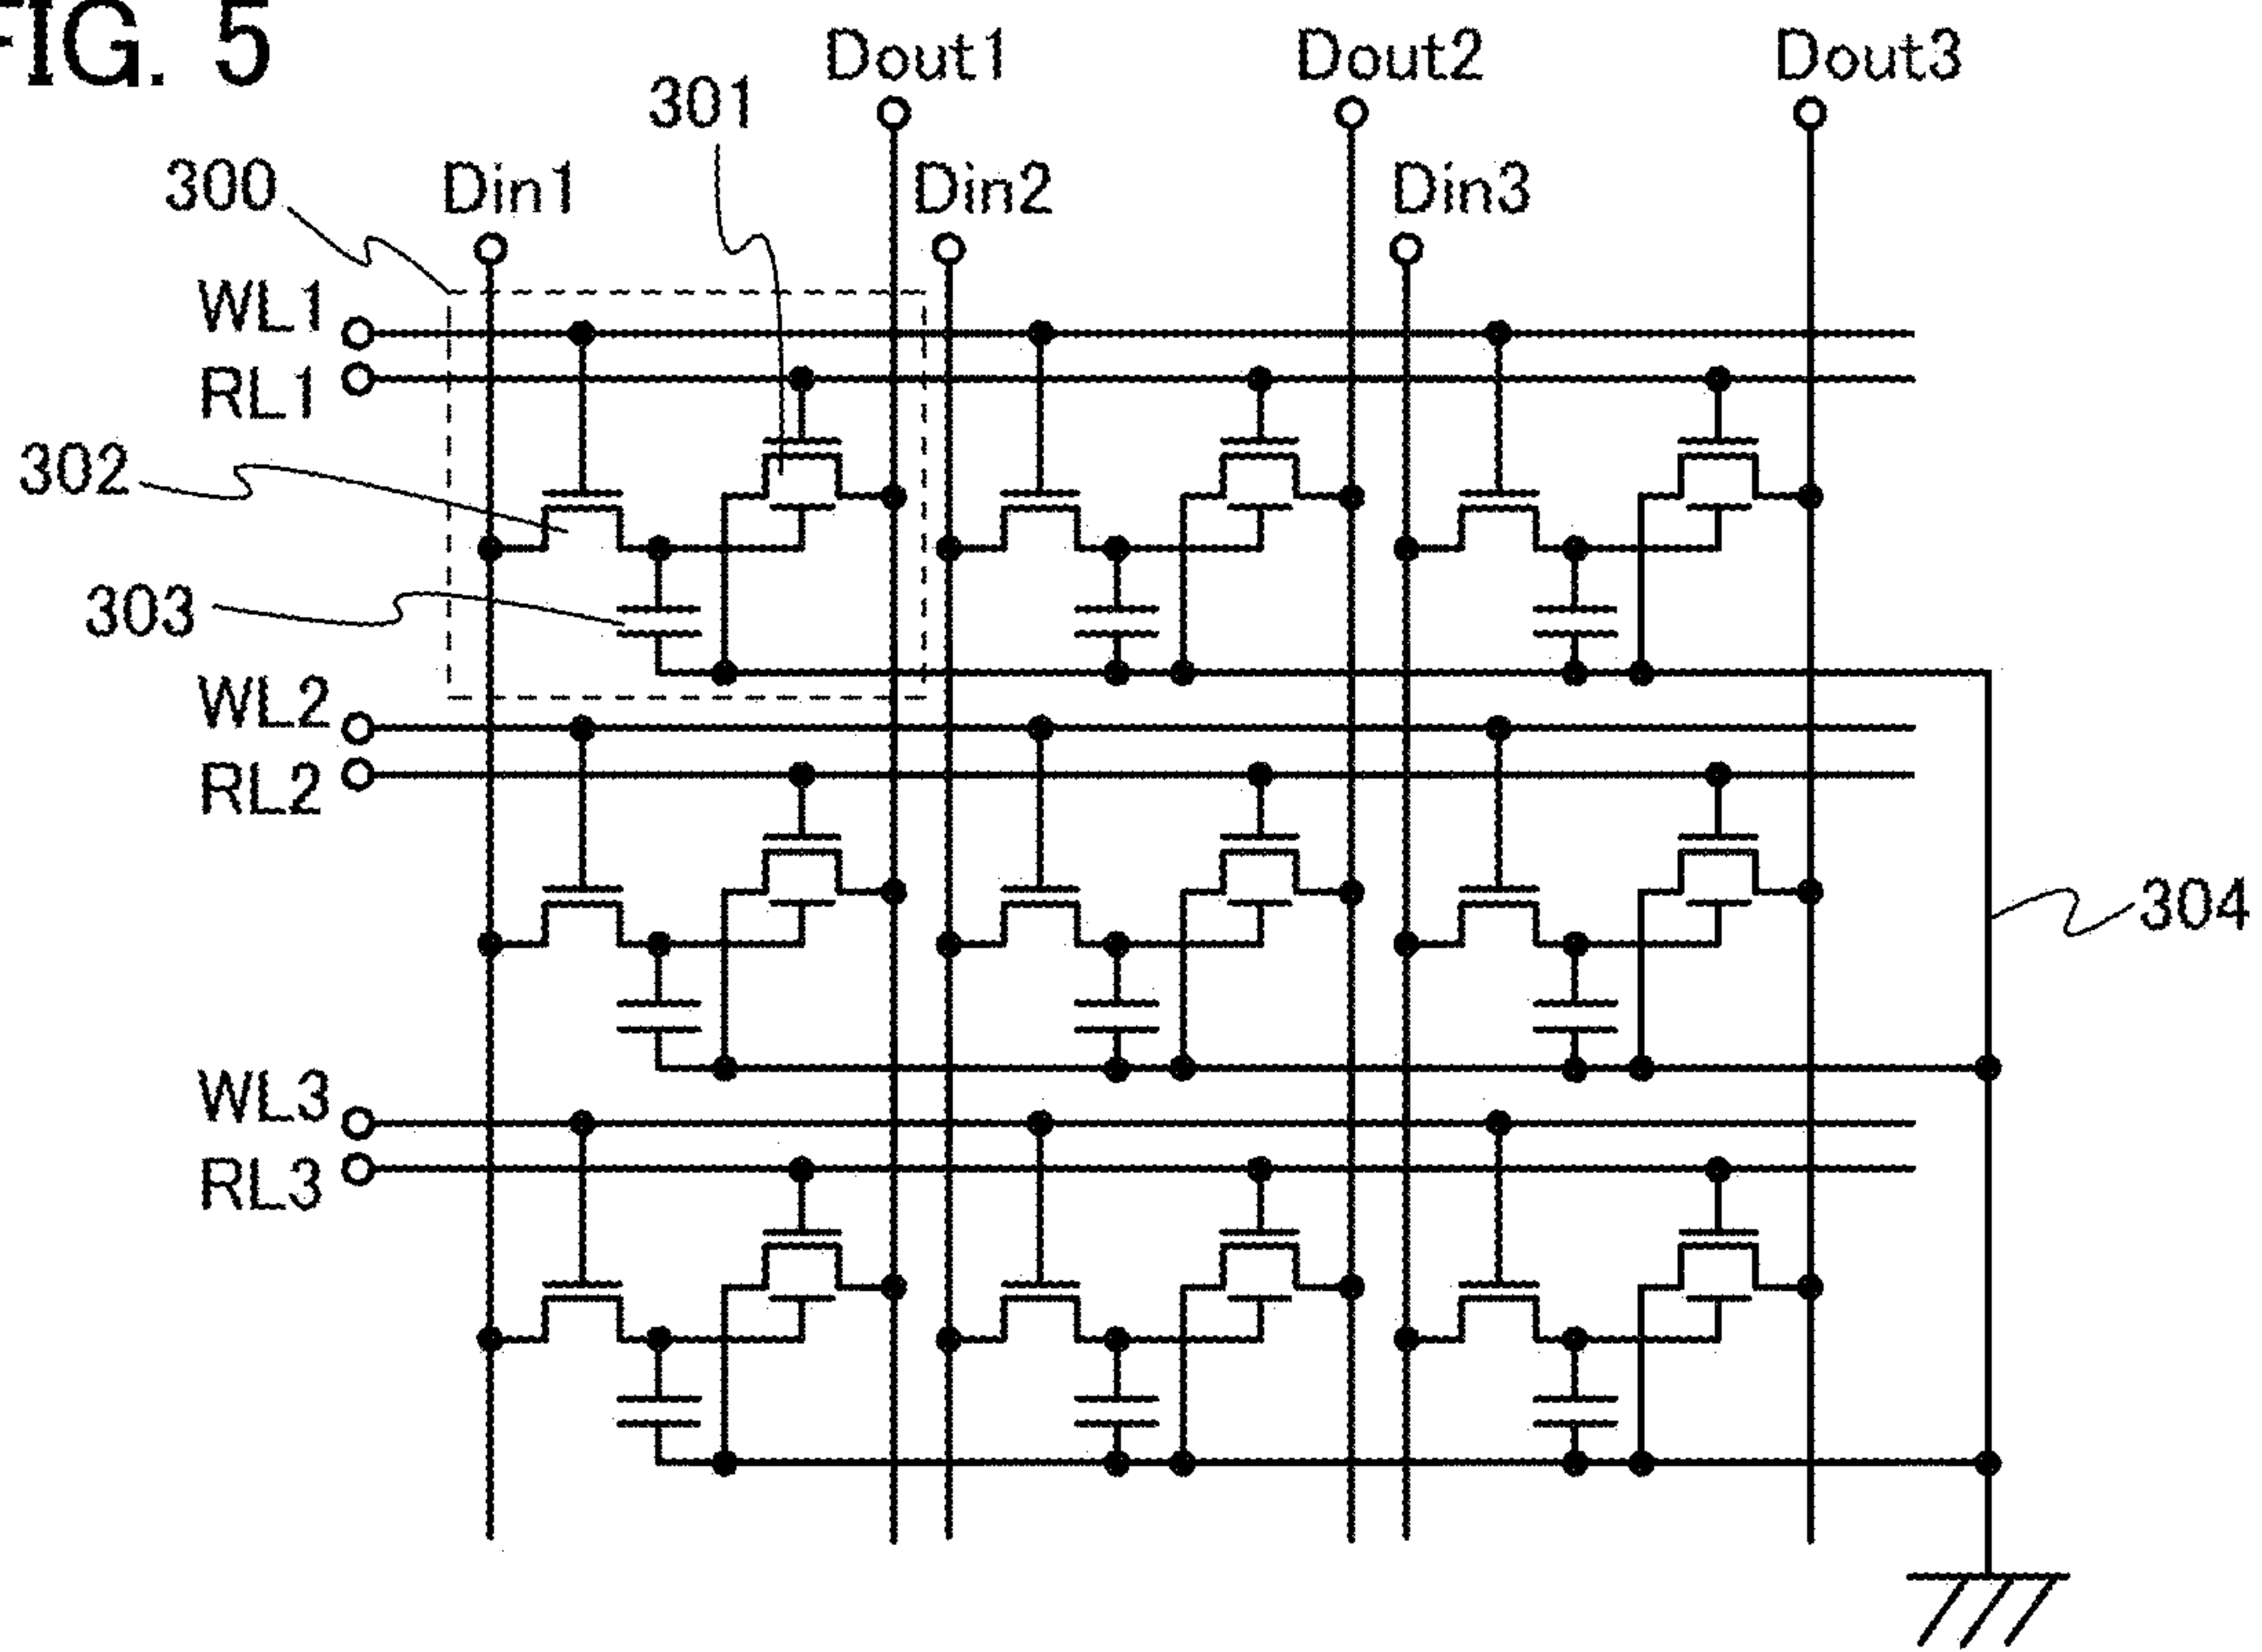 FIG. 5
Dout1 Dout2 Dout3
301
300 Din1 Din2 Din3
WL1
RL1
302
303
WL2
RL2
304
WL3
RL3